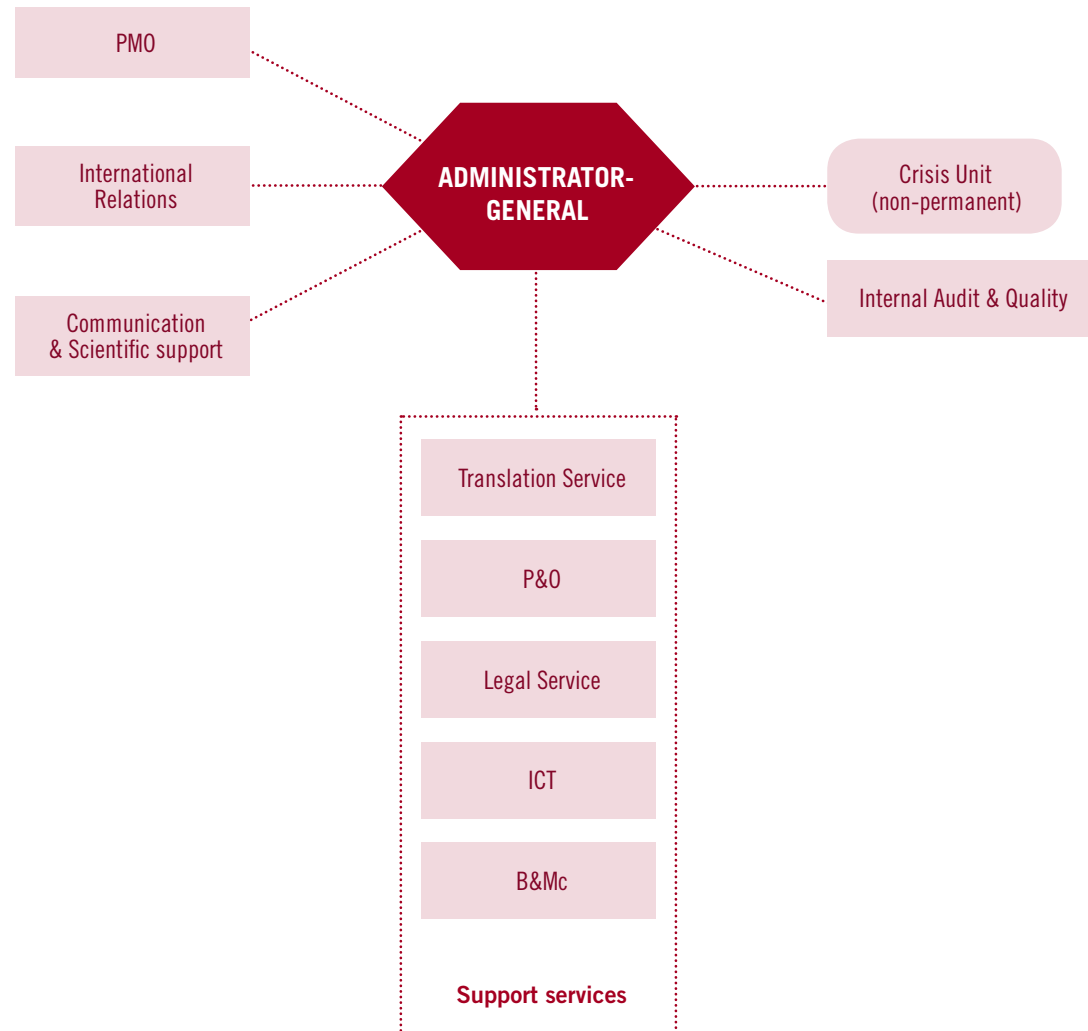 PMO
International
Relations
Communication
& Scientific support
ADMINISTRATOR-
GENERAL
Crisis Unit
(non-permanent)
Internal Audit & Quality
Translation Service
P&O
Legal Service
ICT
B&Mc
Support services